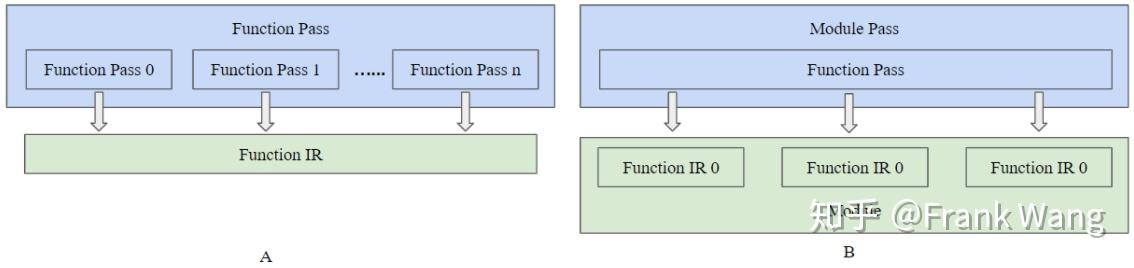 Function Pass
Function Pass 0
Function Pass 1
......
Function Pass n
Function IR
A
Module Pass
Function Pass
Function IR 0
Function IR 0
Function IR 0
Module
知乎 @Frank Wang
B